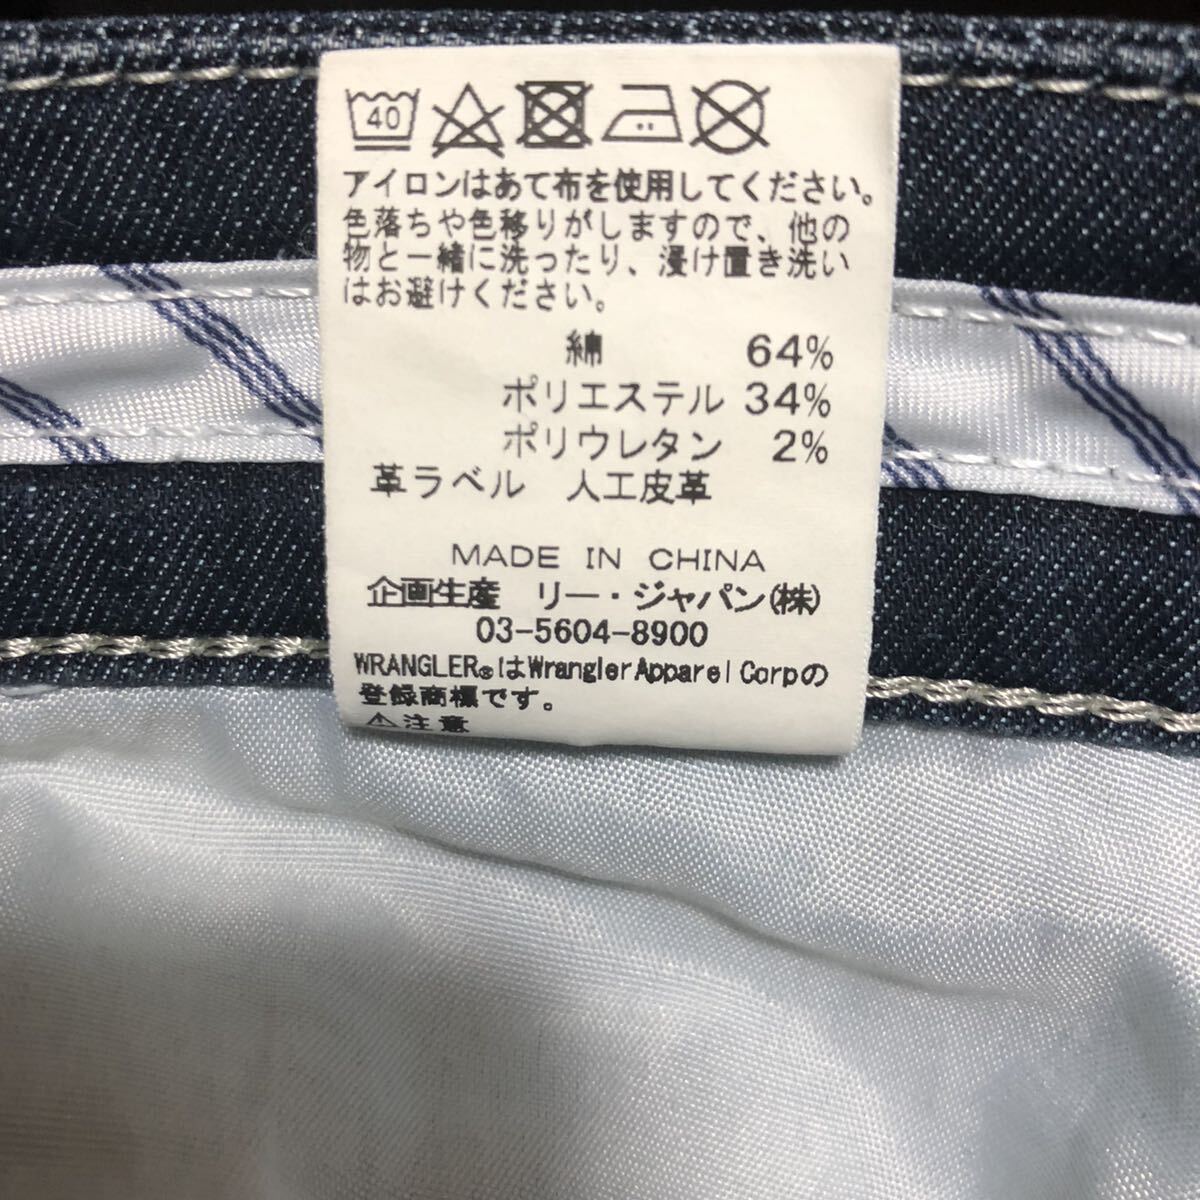 40
アイロンはあて布を使用してください。
色落ちや色移りがしますので、他の
物と一緒に洗ったり、浸け置き洗い
はお避けください。
綿 64%
ポリエステル 34%
ポリウレタン 2%
革ラベル 人工皮革
MADE IN CHINA
企画生産 リー・ジャパン(株)
03-5604-8900
WRANGLER®はWrangler Apparel Corpの
登録商標です。
⚠注意